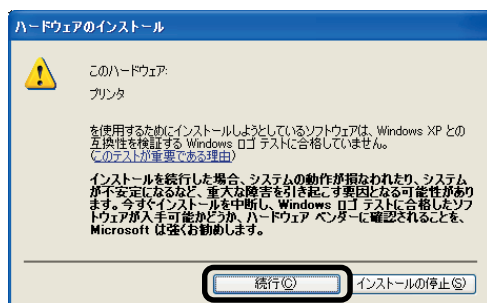 ハードウェアのインストール
このハードウェア:
プリンタ
を使用するためにインストールしようとしているソフトウェアは、Windows XP との
互換性を検証する Windows ロゴ テストに合格していません。
(このテストが重要である理由)
インストールを続行した場合、システムの動作が損なわれたり、システム
が不安定になるなど、重大な障害を引き起こす要因となる可能性があり
ます。今すぐインストールを中断し、Windows ロゴ テストに合格したソフ
トウェアが入手可能かどうか、ハードウェア ベンダーに確認されることを、
Microsoft は強くお勧めします。
続行(C) インストールの停止(S)